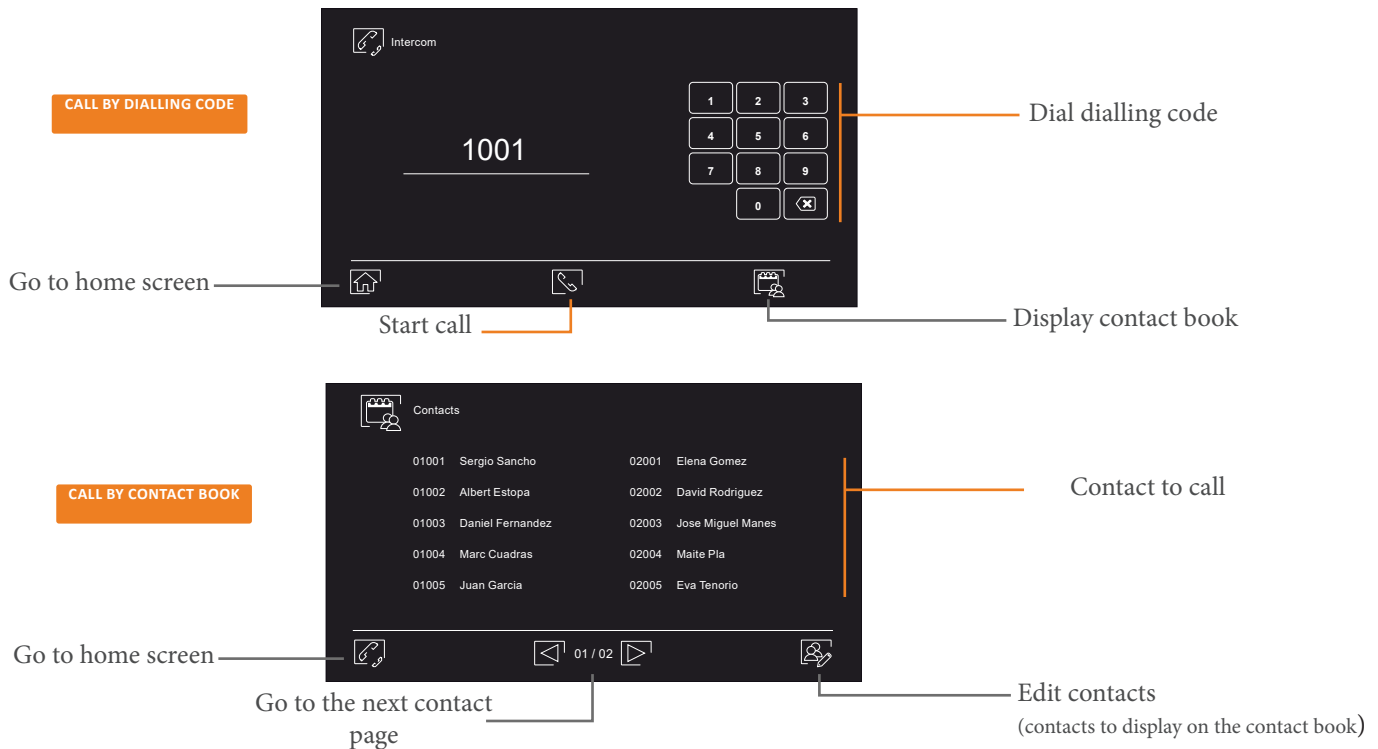 Intercom
CALL BY DIALLING CODE
1 2 3
Dial dialling code
4 5 6
1001
7 8 9
0
Go to home screen
Start call
Display contact book
Contacts
01001 Sergio Sancho 02001 Elena Gomez
CALL BY CONTACT BOOK
01002 Albert Estopa 02002 David Rodriguez
Contact to call
01003 Daniel Fernandez 02003 Jose Miguel Manes
01004 Marc Cuadras 02004 Maite Pla
01005 Juan Garcia 02005 Eva Tenorio
Go to home screen
01 / 02
Go to the next contact
page
Edit contacts
(contacts to display on the contact book)